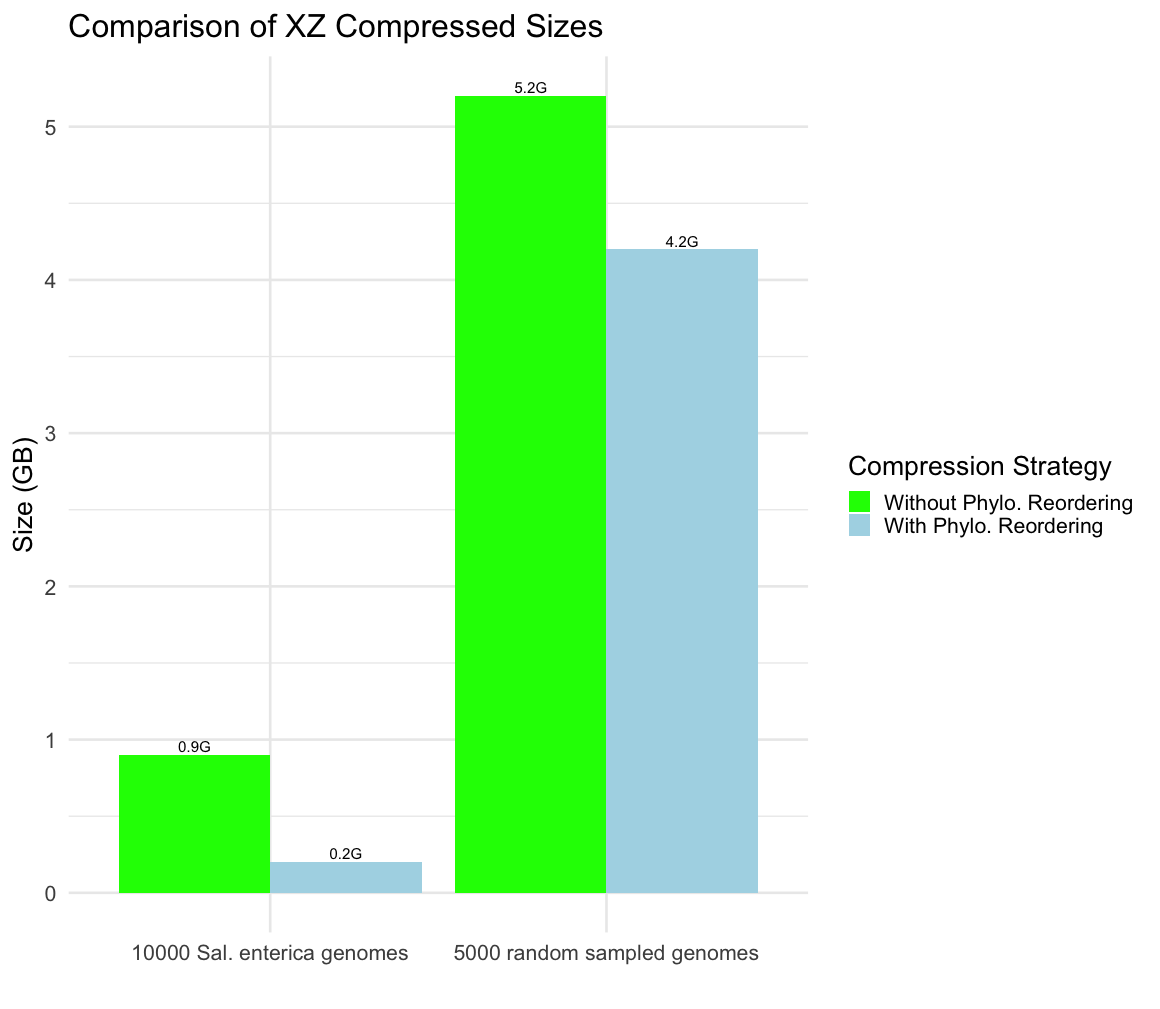 Comparison of XZ Compressed Sizes
5.2G
5
4.2G
4
3
Size (GB)
Compression Strategy
Without Phylo. Reordering
With Phylo. Reordering
2
1
0.9G
0.2G
0
10000 Sal. enterica genomes
5000 random sampled genomes